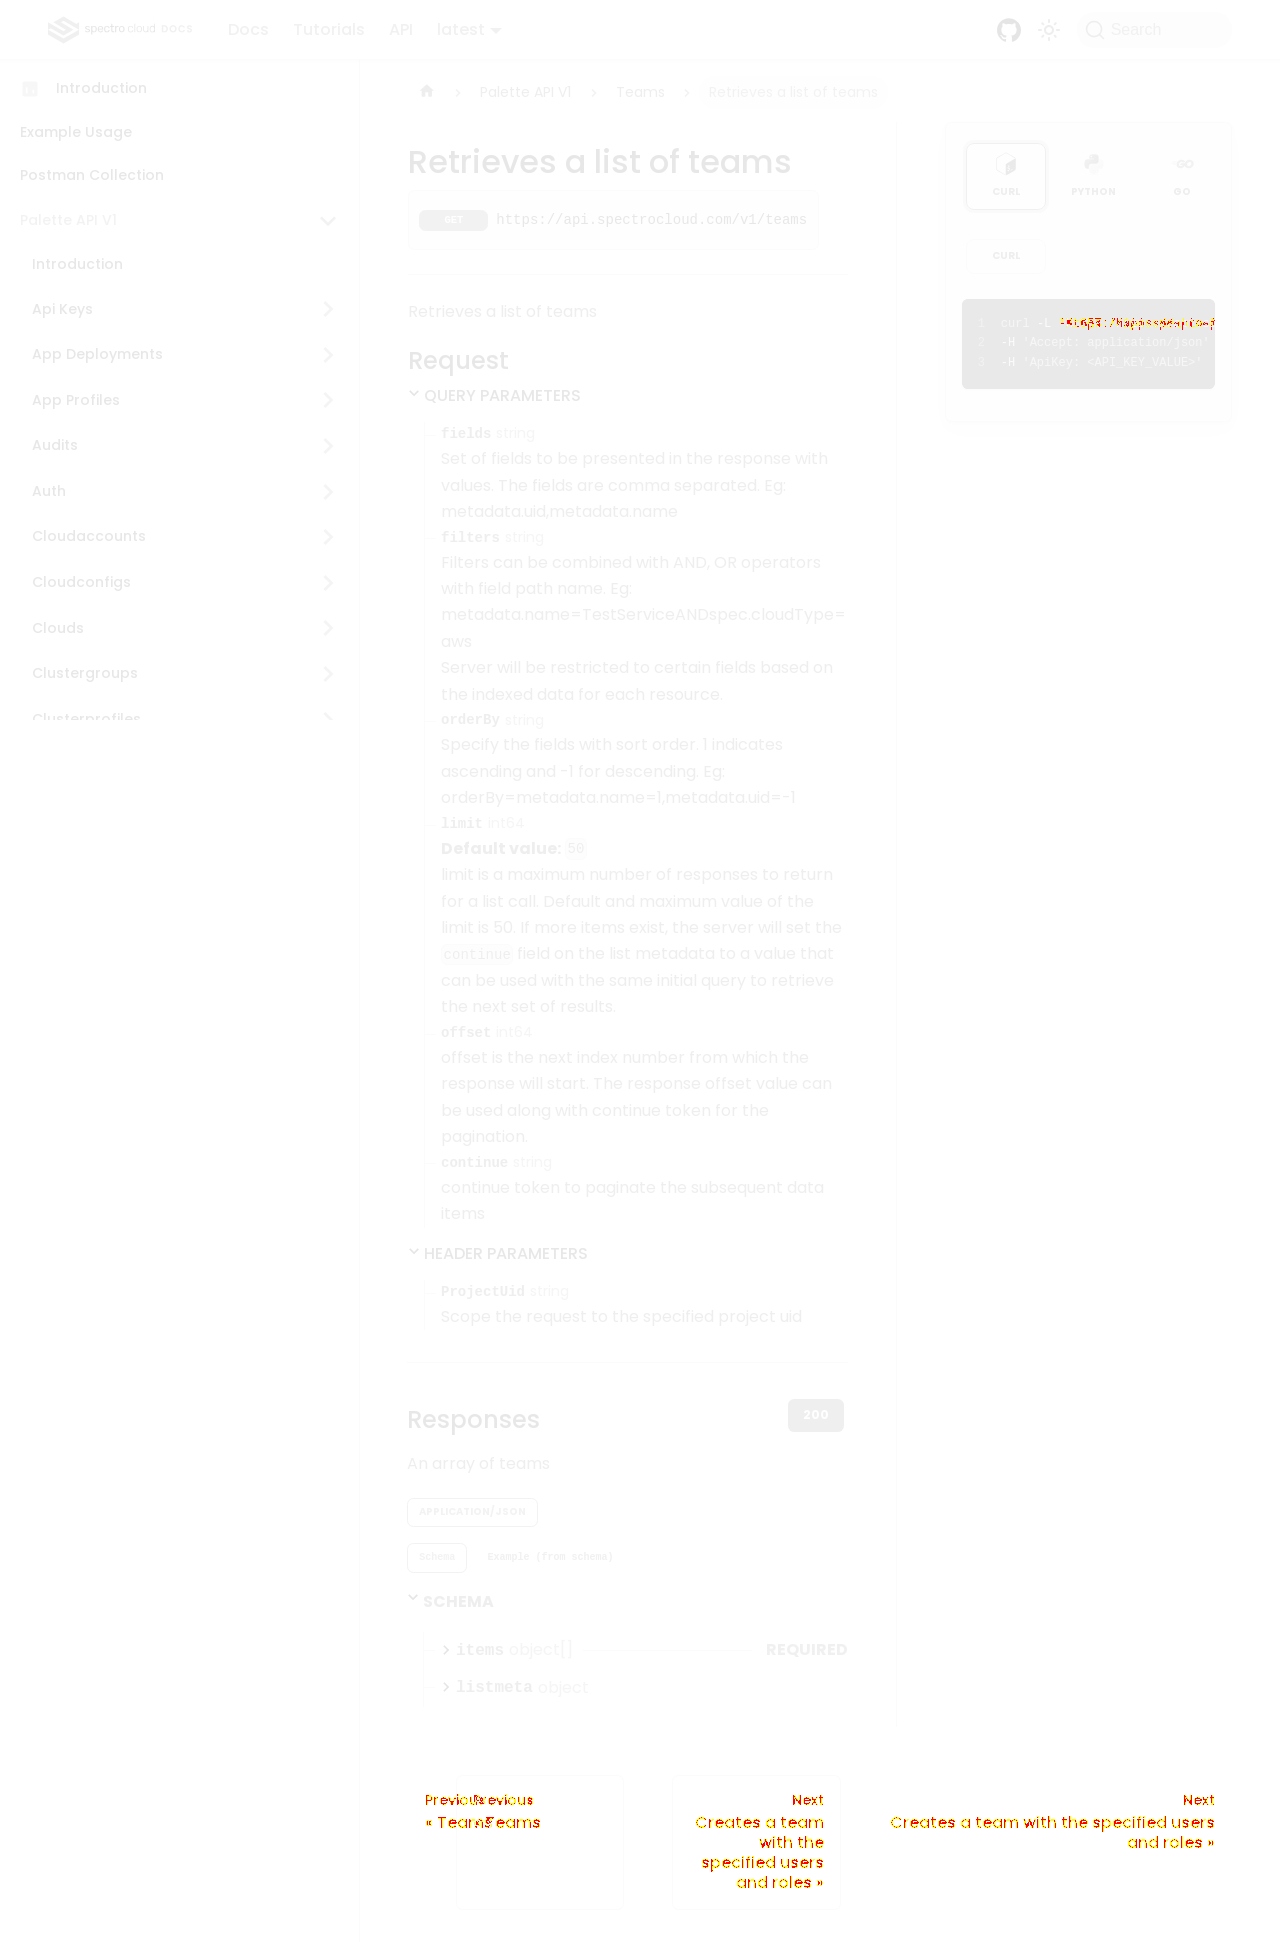 spectro cloud DOCS
Docs Tutorials API latest
Search
Introduction
Example Usage
Postman Collection
Palette API V1
Introduction
Api Keys
App Deployments
App Profiles
Audits
Auth
Cloudaccounts
Cloudconfigs
Clouds
Clustergroups
Clusterprofiles
Palette API V1 > Teams > Retrieves a list of teams
Retrieves a list of teams
GET https://api.spectrocloud.com/v1/teams
Retrieves a list of teams
Request
QUERY PARAMETERS
fields string
Set of fields to be presented in the response with
values. The fields are comma separated. Eg:
metadata.uid,metadata.name
filters string
Filters can be combined with AND, OR operators
with field path name. Eg:
metadata.name=TestServiceANDspec.cloudType=
aws
Server will be restricted to certain fields based on
the indexed data for each resource.
orderBy string
Specify the fields with sort order. 1 indicates
ascending and -1 for descending. Eg:
orderBy=metadata.name=1,metadata.uid=-1
limit int64
Default value: 50
limit is a maximum number of responses to return
for a list call. Default and maximum value of the
limit is 50. If more items exist, the server will set the
continue field on the list metadata to a value that
can be used with the same initial query to retrieve
the next set of results.
offset int64
offset is the next index number from which the
response will start. The response offset value can
be used along with continue token for the
pagination.
continue string
continue token to paginate the subsequent data
items
HEADER PARAMETERS
ProjectUid string
Scope the request to the specified project uid
Responses
200
An array of teams
APPLICATION/JSON
Schema Example (from schema)
SCHEMA
items object[] REQUIRED
listmeta object
CURL PYTHON GO
CURL
1 curl -L
2 -H 'Accept: application/json'
3 -H 'ApiKey: <API_KEY_VALUE>'
Previous
« Teams
Previous
Teams
Next
Creates a team
with the
specified users
and roles »
Next
Creates a team with the specified users
and roles »